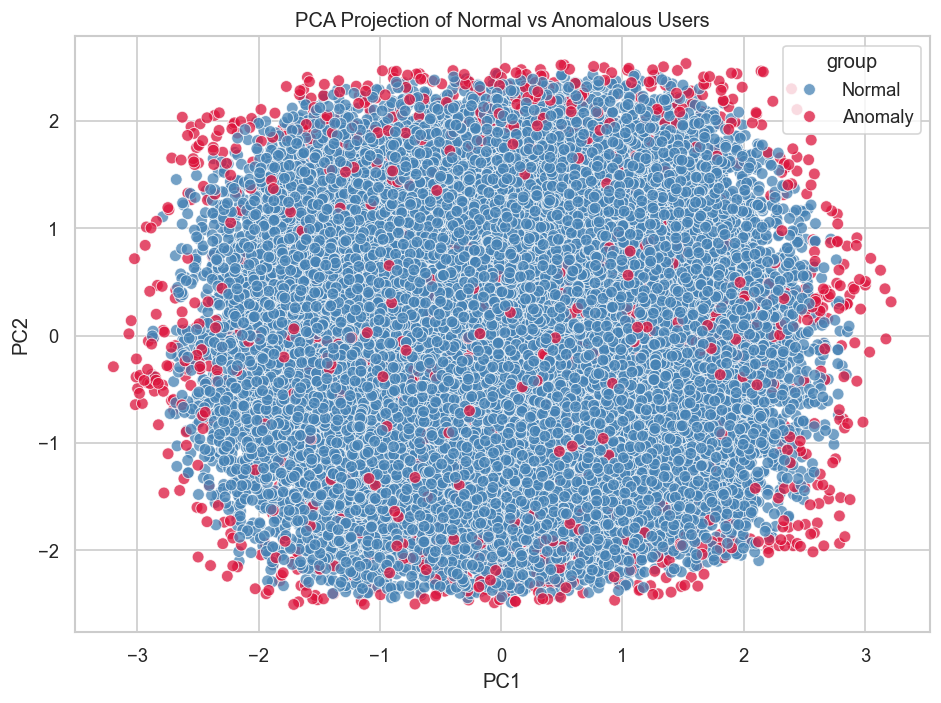 PCA Projection of Normal vs Anomalous Users
group
Normal
Anomaly
2
1
0
−1
−2
PC2
−3
−2
−1
0
1
2
3
PC1